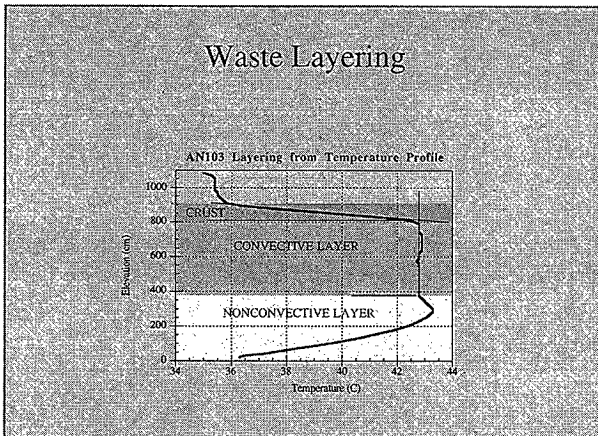 Waste Layering
AN103 Layering from Temperature Profile
1000
800
600
400
200
0
Elevation (cm)
CRUST
CONVECTIVE LAYER
NONCONVECTIVE LAYER
34 36 38 40 42 44
Temperature (C)